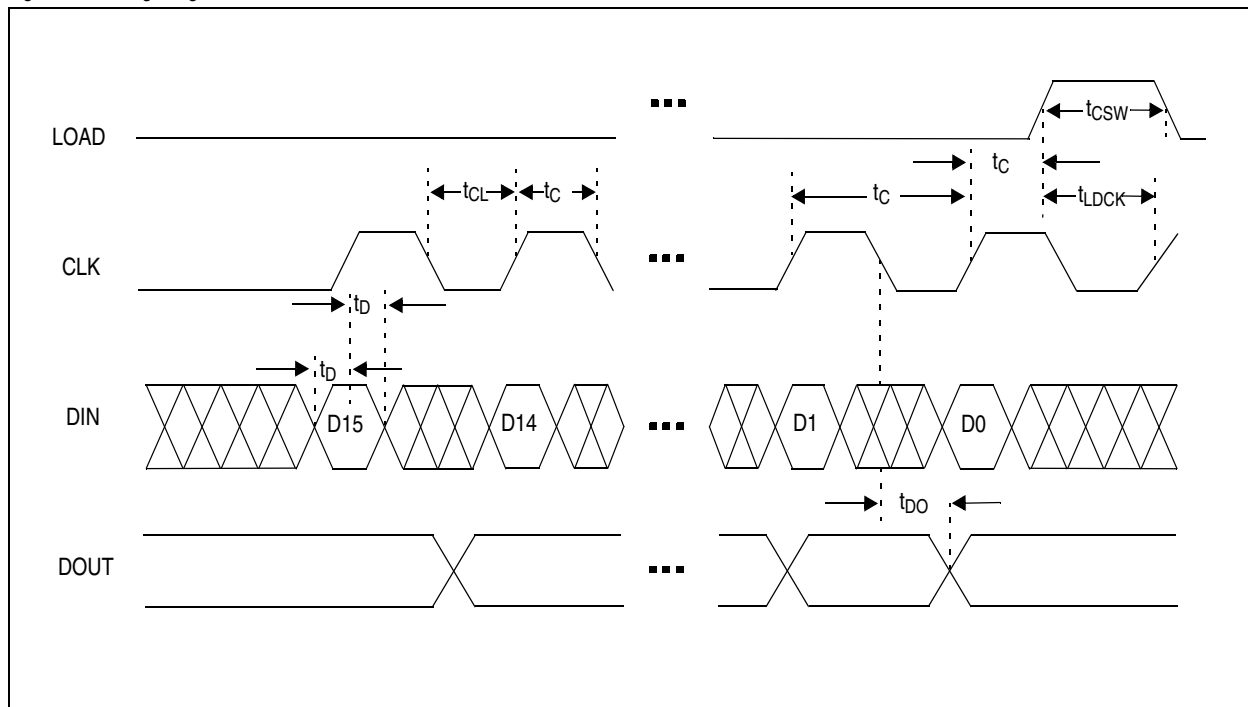 LOAD
tCSW
tC
tCL
tC
tC
tLDCK
CLK
tD
tD
DIN
D15
D14
D1
D0
tDO
DOUT